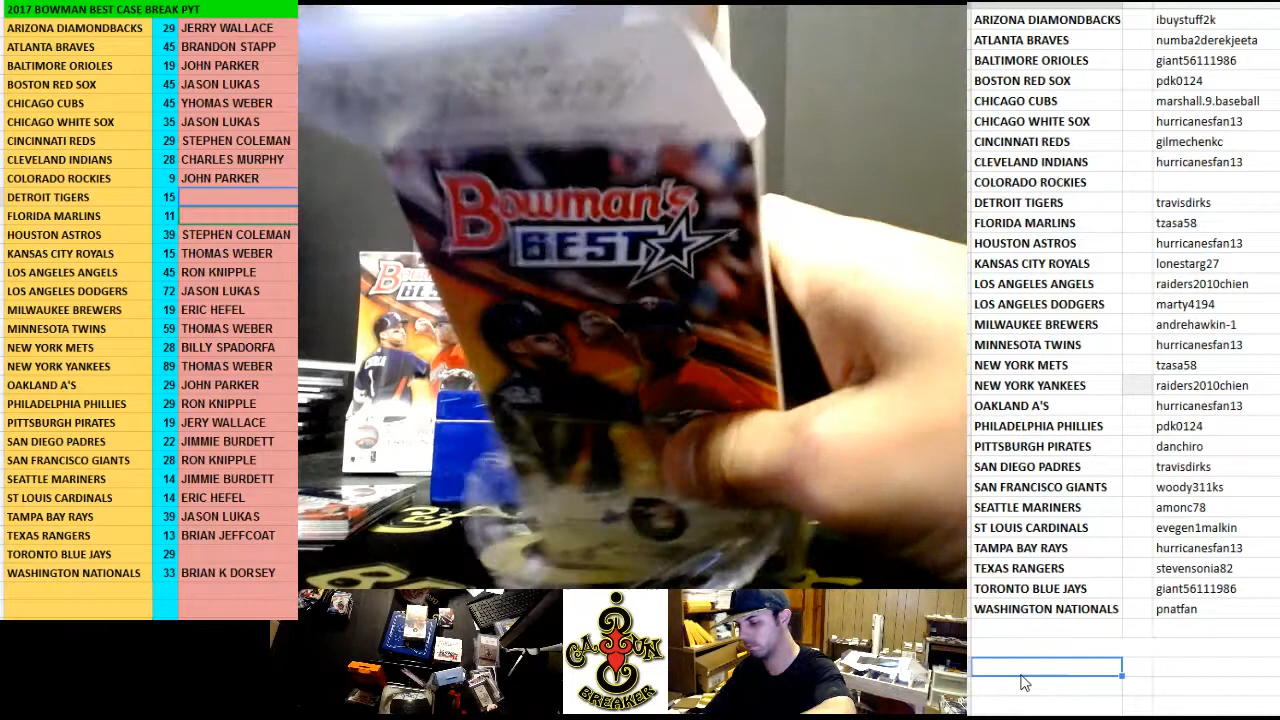 2017 BOWMAN BEST CASE BREAK PYT
ARIZONA DIAMONDBACKS 29 JERRY WALLACE
ATLANTA BRAVES 45 BRANDON STAPP
BALTIMORE ORIOLES 19 JOHN PARKER
BOSTON RED SOX 45 JASON LUKAS
CHICAGO CUBS 45 YHOMAS WEBER
CHICAGO WHITE SOX 35 JASON LUKAS
CINCINNATI REDS 29 STEPHEN COLEMAN
CLEVELAND INDIANS 28 CHARLES MURPHY
COLORADO ROCKIES 9 JOHN PARKER
DETROIT TIGERS 15
FLORIDA MARLINS 11
HOUSTON ASTROS 39 STEPHEN COLEMAN
KANSAS CITY ROYALS 15 THOMAS WEBER
LOS ANGELES ANGELS 45 RON KNIPPLE
LOS ANGELES DODGERS 72 JASON LUKAS
MILWAUKEE BREWERS 19 ERIC HEFEL
MINNESOTA TWINS 59 THOMAS WEBER
NEW YORK METS 28 BILLY SPADORFA
NEW YORK YANKEES 89 THOMAS WEBER
OAKLAND A'S 29 JOHN PARKER
PHILADELPHIA PHILLIES 29 RON KNIPPLE
PITTSBURGH PIRATES 19 JERY WALLACE
SAN DIEGO PADRES 22 JIMMIE BURDETT
SAN FRANCISCO GIANTS 28 RON KNIPPLE
SEATTLE MARINERS 14 JIMMIE BURDETT
ST LOUIS CARDINALS 14 ERIC HEFEL
TAMPA BAY RAYS 39 JASON LUKAS
TEXAS RANGERS 13 BRIAN JEFFCOAT
TORONTO BLUE JAYS 29
WASHINGTON NATIONALS 33 BRIAN K DORSEY
Bowman's
BEST
CAJUN
BREAKER
ARIZONA DIAMONDBACKS ibuystuff2k
ATLANTA BRAVES numba2derekjeeta
BALTIMORE ORIOLES giant56111986
BOSTON RED SOX pdk0124
CHICAGO CUBS marshall.9.baseball
CHICAGO WHITE SOX hurricanesfan13
CINCINNATI REDS gilmechenkc
CLEVELAND INDIANS hurricanesfan13
COLORADO ROCKIES
DETROIT TIGERS travisdirks
FLORIDA MARLINS tzasa58
HOUSTON ASTROS hurricanesfan13
KANSAS CITY ROYALS lonestarg27
LOS ANGELES ANGELS raiders2010chien
LOS ANGELES DODGERS marty4194
MILWAUKEE BREWERS andrehawkin-1
MINNESOTA TWINS hurricanesfan13
NEW YORK METS tzasa58
NEW YORK YANKEES raiders2010chien
OAKLAND A'S hurricanesfan13
PHILADELPHIA PHILLIES pdk0124
PITTSBURGH PIRATES danchiro
SAN DIEGO PADRES travisdirks
SAN FRANCISCO GIANTS woody311ks
SEATTLE MARINERS amonc78
ST LOUIS CARDINALS evegen1malkin
TAMPA BAY RAYS hurricanesfan13
TEXAS RANGERS stevensonia82
TORONTO BLUE JAYS giant56111986
WASHINGTON NATIONALS pnatfan